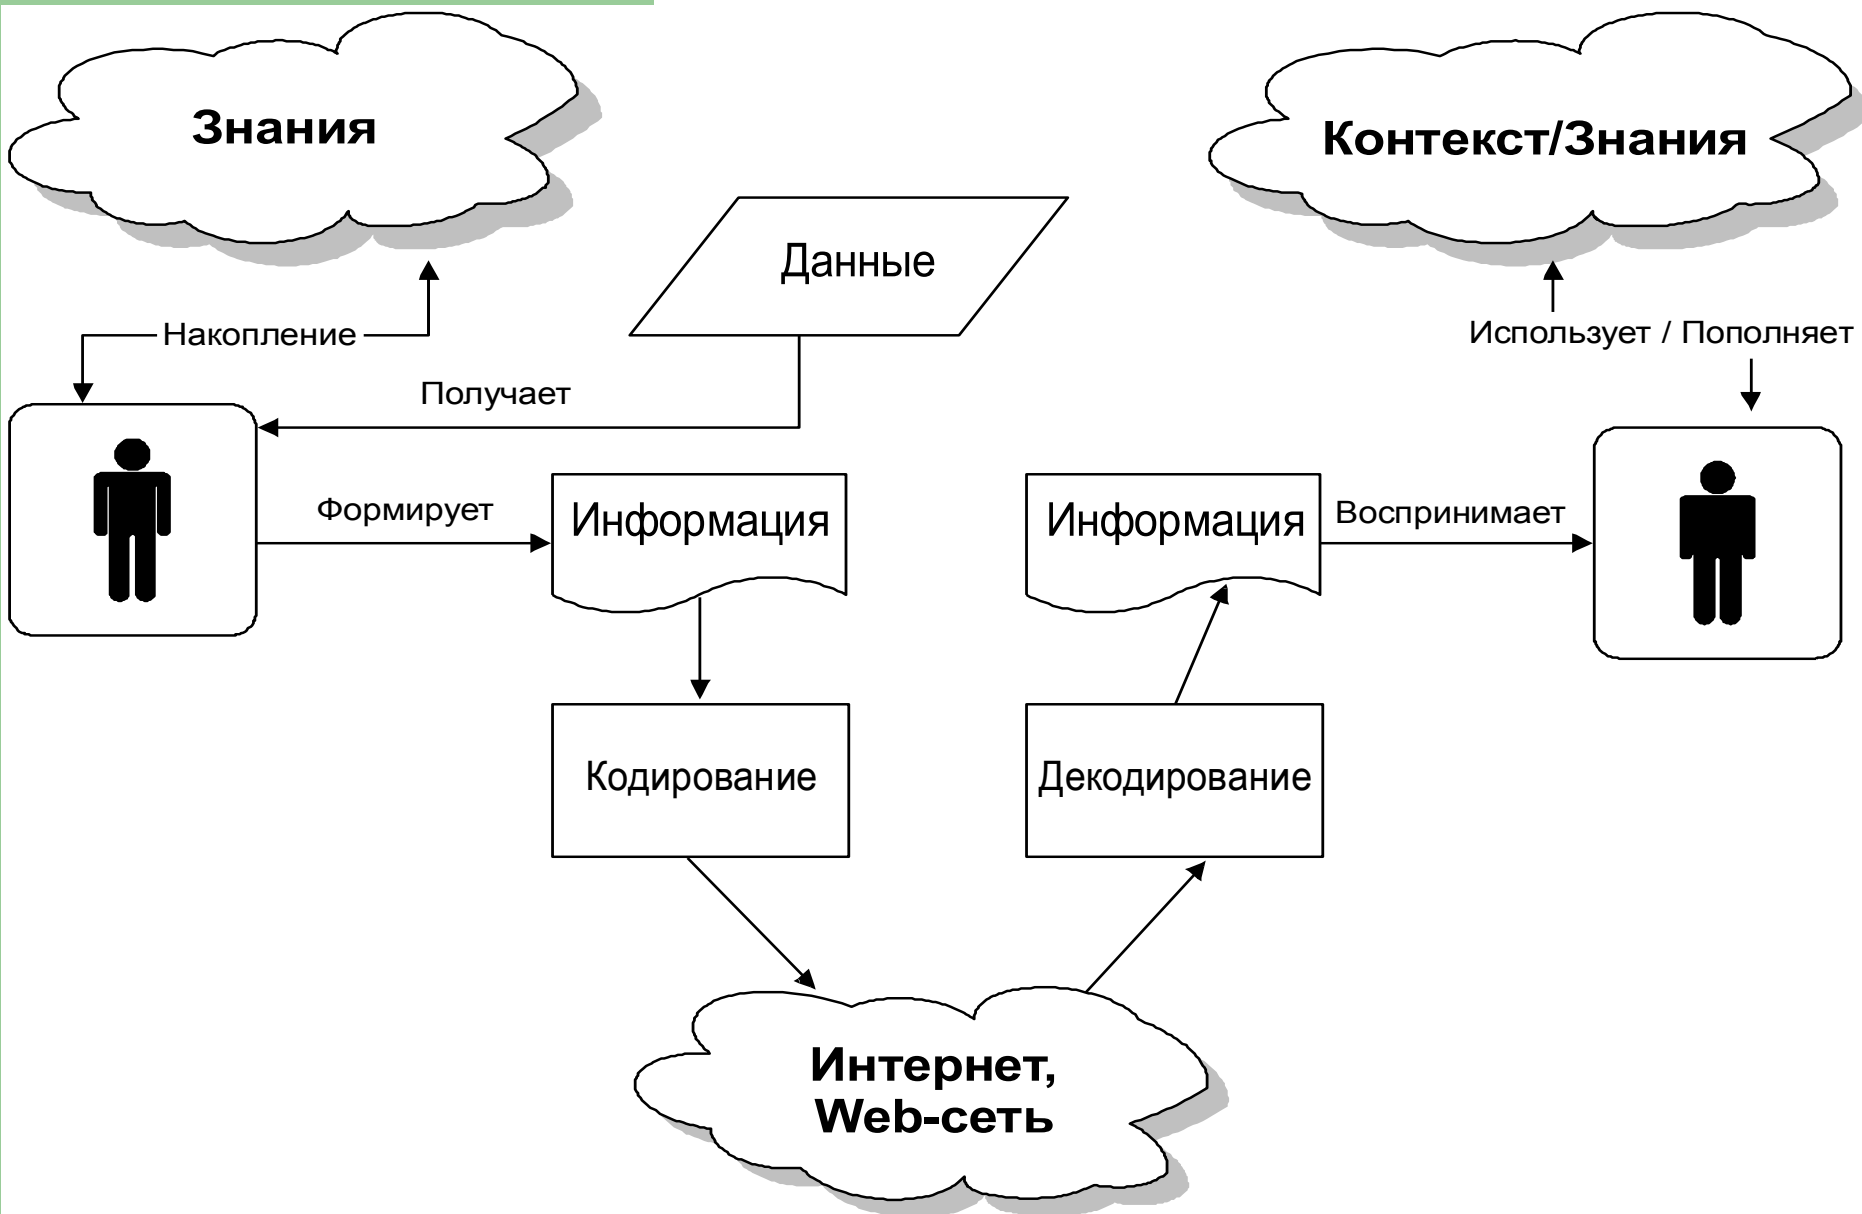 Знания
Контекст/Знания
Данные
Накопление
Использует / Пополняет
Получает
Формирует
Информация
Информация
Воспринимает
Кодирование
Декодирование
Интернет,
Web-сеть